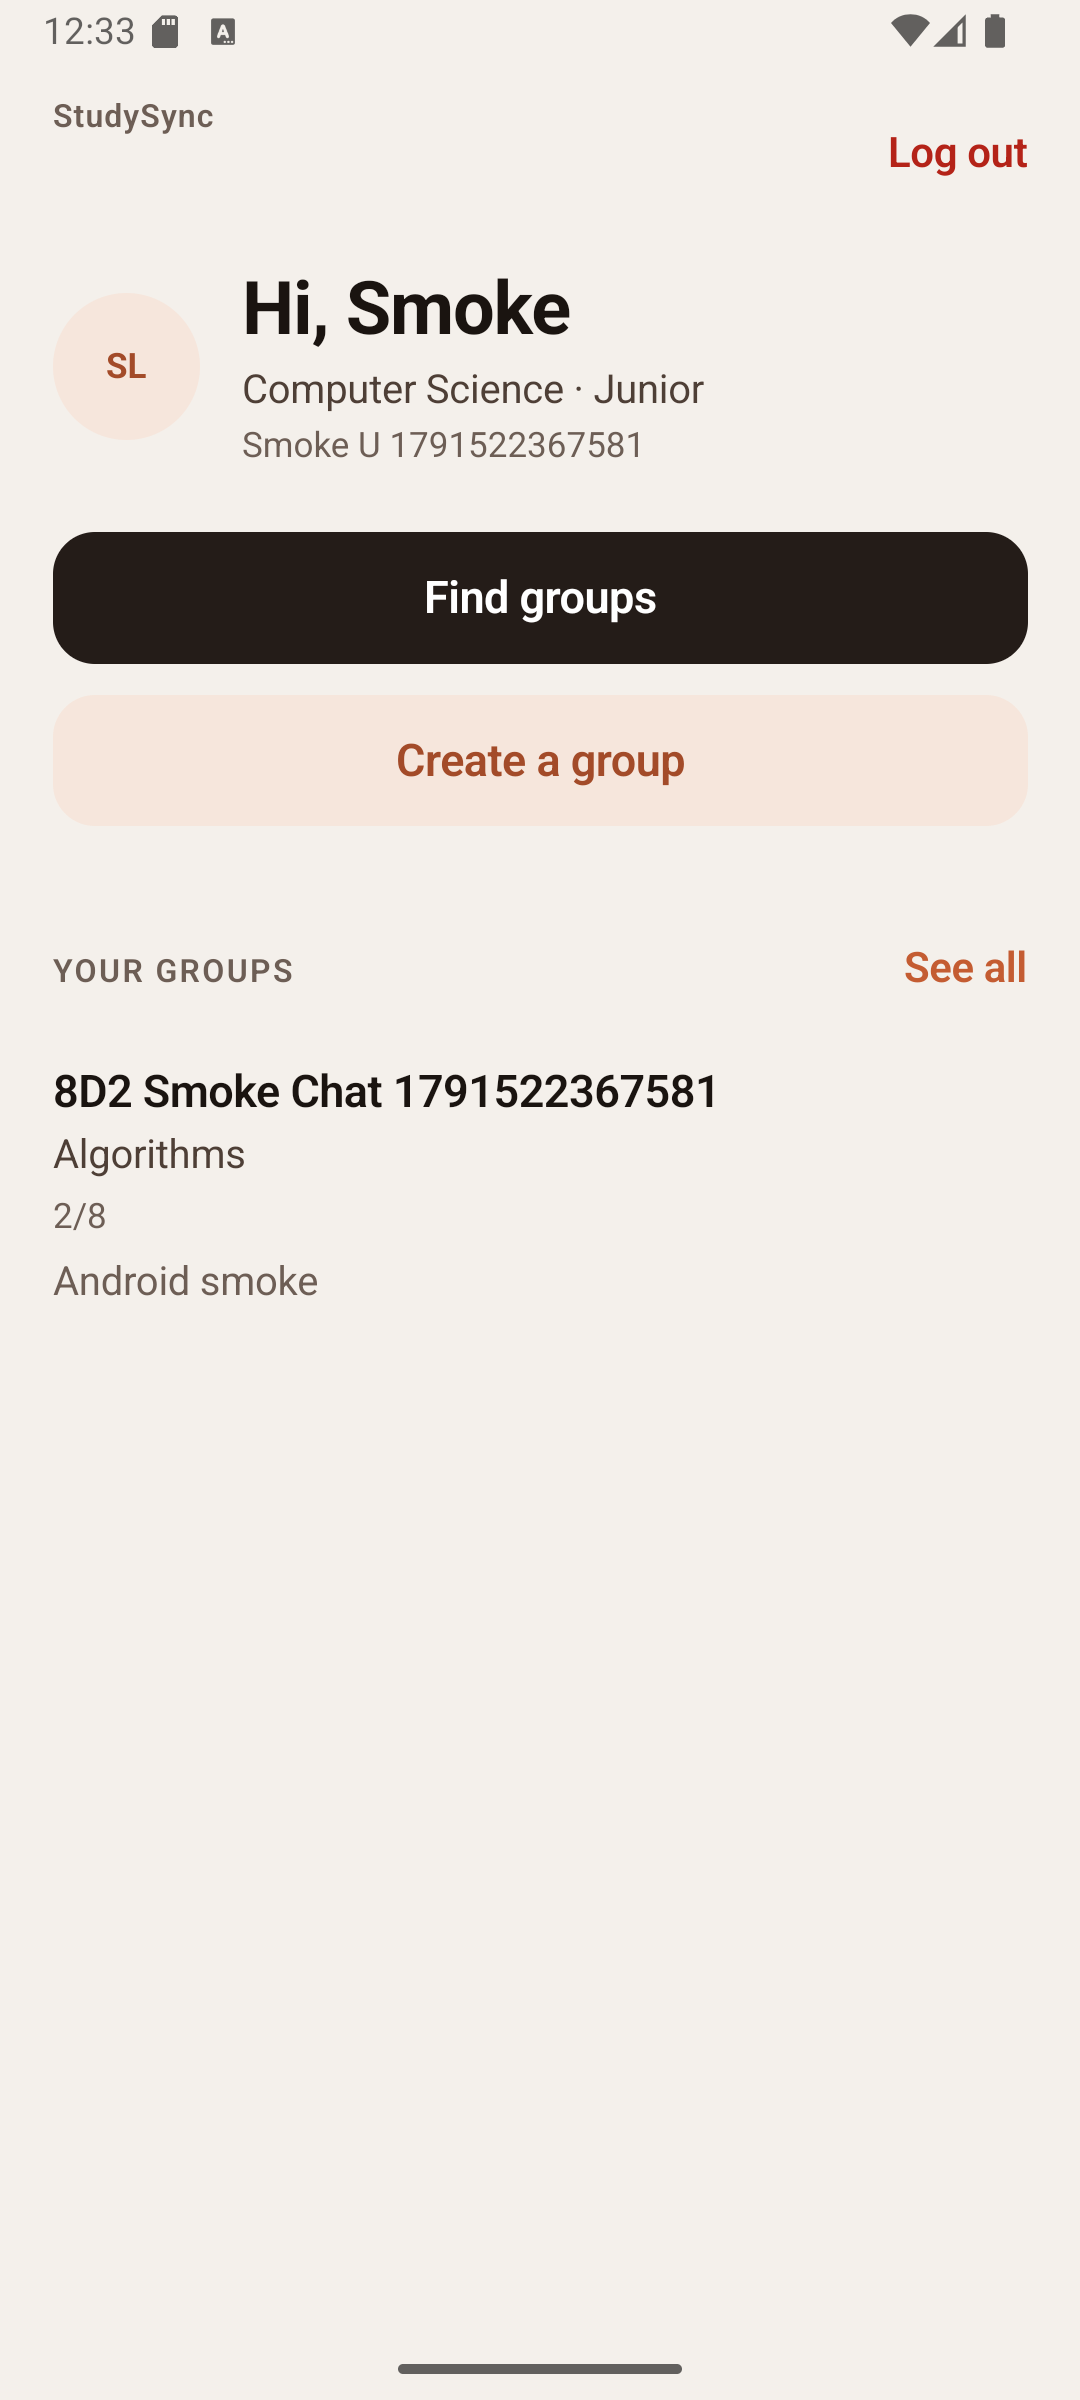 12:33
StudySync
Log out
SL
Hi, Smoke
Computer Science · Junior
Smoke U 1791522367581
Find groups
Create a group
YOUR GROUPS
See all
8D2 Smoke Chat 1791522367581
Algorithms
2/8
Android smoke